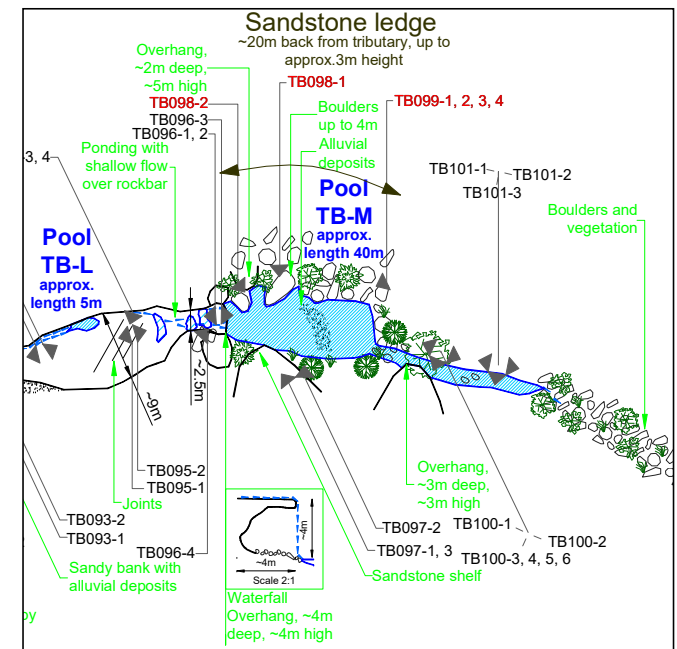 Sandstone ledge
~20m back from tributary, up to
approx.3m height
Overhang,
~2m deep,
~5m high
TB098-1
TB098-2
TB099-1, 2, 3, 4
TB096-3
TB096-1, 2
Boulders
up to 4m
Alluvial
deposits
Ponding with
shallow flow
over rockbar
3, 4
TB101-1
TB101-2
TB101-3
Pool
TB-M
approx.
length 40m
Boulders and
vegetation
Pool
TB-L
approx.
length 5m
~2.5m
~9m
TB095-2
TB095-1
Joints
Overhang,
~3m deep,
~3m high
TB093-2
TB093-1
TB096-4
~4m
~4m
Scale 2:1
TB097-2
TB097-1, 3
TB100-1
TB100-2
TB100-3, 4, 5, 6
Sandy bank with
alluvial deposits
Sandstone shelf
Waterfall
Overhang, ~4m
deep, ~4m high
by